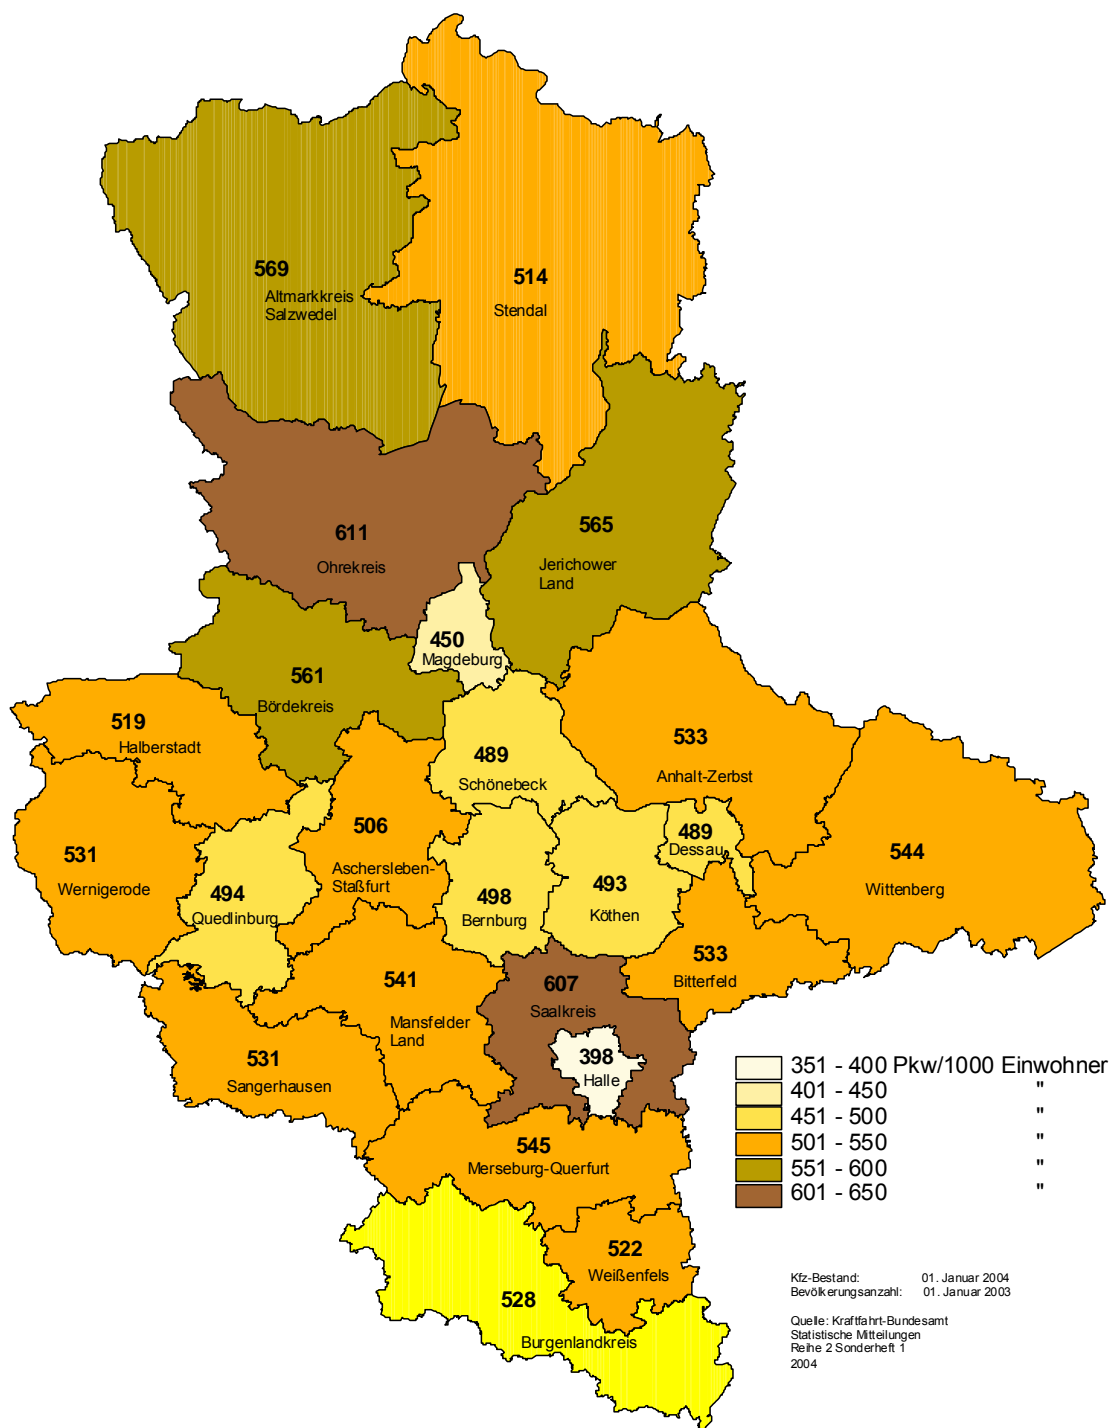 569
Altmarkkreis
Salzwedel
514
Stendal
611
Ohrekreis
565
Jerichower
Land
450
Magdeburg
561
Bördekreis
519
Halberstadt
489
Schönebeck
533
Anhalt-Zerbst
531
Wernigerode
506
Aschersleben-
Staßfurt
489
Dessau
544
Wittenberg
494
Quedlinburg
498
Bernburg
493
Köthen
533
Bitterfeld
541
Mansfelder
Land
607
Saalkreis
531
Sangerhausen
398
Halle
545
Merseburg-Querfurt
522
Weißenfels
528
Burgenlandkreis
351 - 400 Pkw/1000 Einwohner
401 - 450 "
451 - 500 "
501 - 550 "
551 - 600 "
601 - 650 "
Kfz-Bestand: 01. Januar 2004
Bevölkerungsanzahl: 01. Januar 2003
Quelle: Kraftfahrt-Bundesamt
Statistische Mitteilungen
Reihe 2 Sonderheft 1
2004